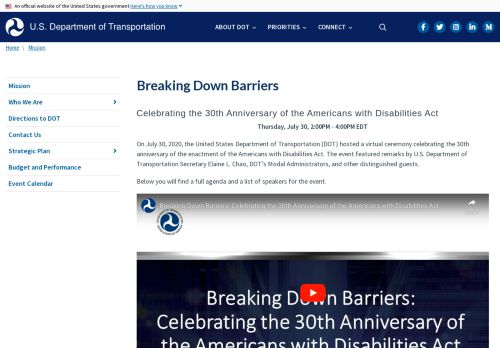 An official website of the United States government Here's how you know
U.S. Department of Transportation
ABOUT DOT
PRIORITIES
CONNECT
Home \ Mission
Mission
Who We Are
Directions to DOT
Contact Us
Strategic Plan
Budget and Performance
Event Calendar
Breaking Down Barriers
Celebrating the 30th Anniversary of the Americans with Disabilities Act
Thursday, July 30, 2:00PM - 4:00PM EDT
On July 30, 2020, the United States Department of Transportation (DOT) hosted a virtual ceremony celebrating the 30th
anniversary of the enactment of the Americans with Disabilities Act. The event featured remarks by U.S. Department of
Transportation Secretary Elaine L. Chao, DOT's Modal Administrators, and other distinguished guests.
Below you will find a full agenda and a list of speakers for the event.
Breaking Down Barriers: Celebrating the 30th Anniversary of the Americans with Disabilities Act
Breaking Down Barriers:
Celebrating the 30th Anniversary of
the Americans with Disabilities Act